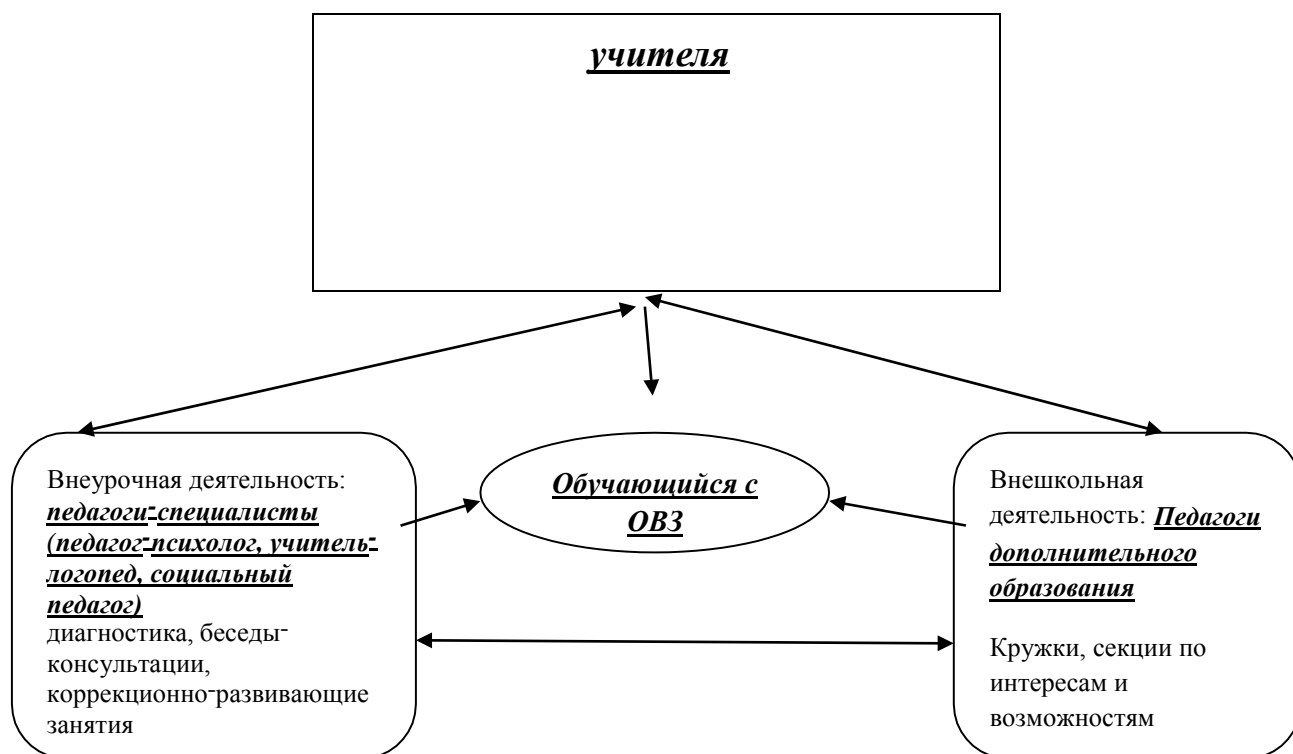 учителя
Внеурочная деятельность:
педагоги-специалисты
(педагог-психолог, учитель-
логопед, социальный
педагог)
диагностика, беседы-
консультации,
коррекционно-развивающие
занятия
Обучающийся с
ОВЗ
Внешкольная
деятельность: Педагоги
дополнительного
образования
Кружки, секции по
интересам и
возможностям